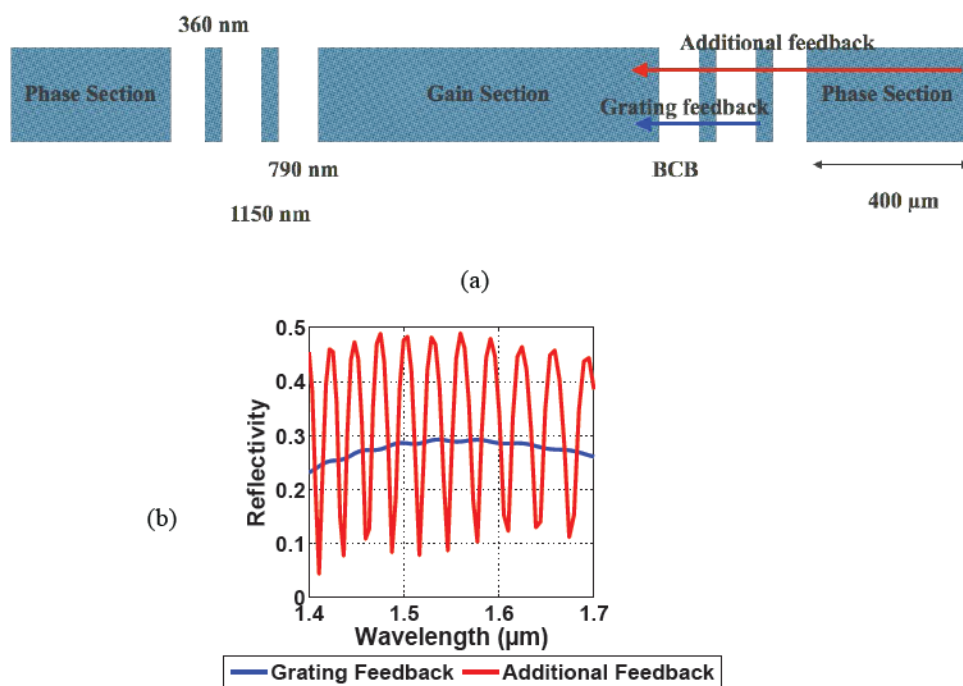 360 nm
Additional feedback
Phase Section
Gain Section
Phase Section
Grating feedback
790 nm
BCB
400 µm
1150 nm
(a)
0.5
0.4
0.3
0.2
0.1
0
Reflectivity
(b)
1.4 1.5 1.6 1.7
Wavelength (µm)
Grating Feedback Additional Feedback